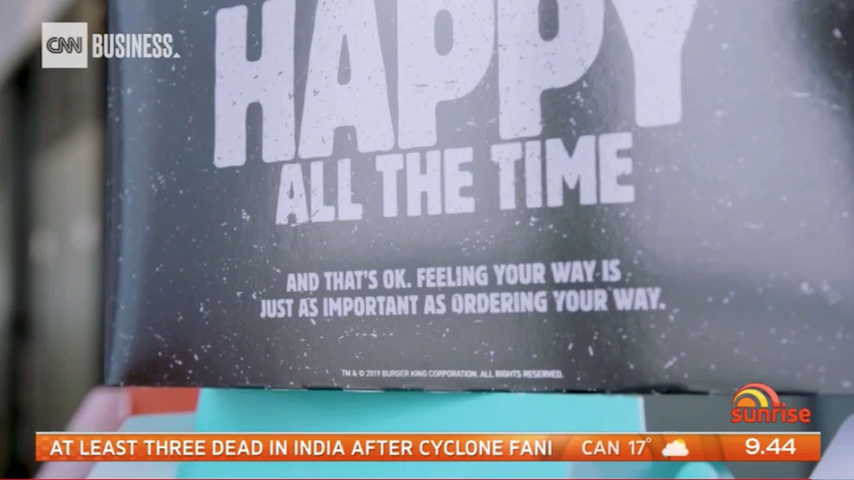 CNN BUSINESS
HAPPY
ALL THE TIME
AND THAT'S OK. FEELING YOUR WAY IS
JUST AS IMPORTANT AS ORDERING YOUR WAY.
TM & © 2019 BURGER KING CORPORATION. ALL RIGHTS RESERVED.
sunrise
AT LEAST THREE DEAD IN INDIA AFTER CYCLONE FANI CAN 17° 9.44